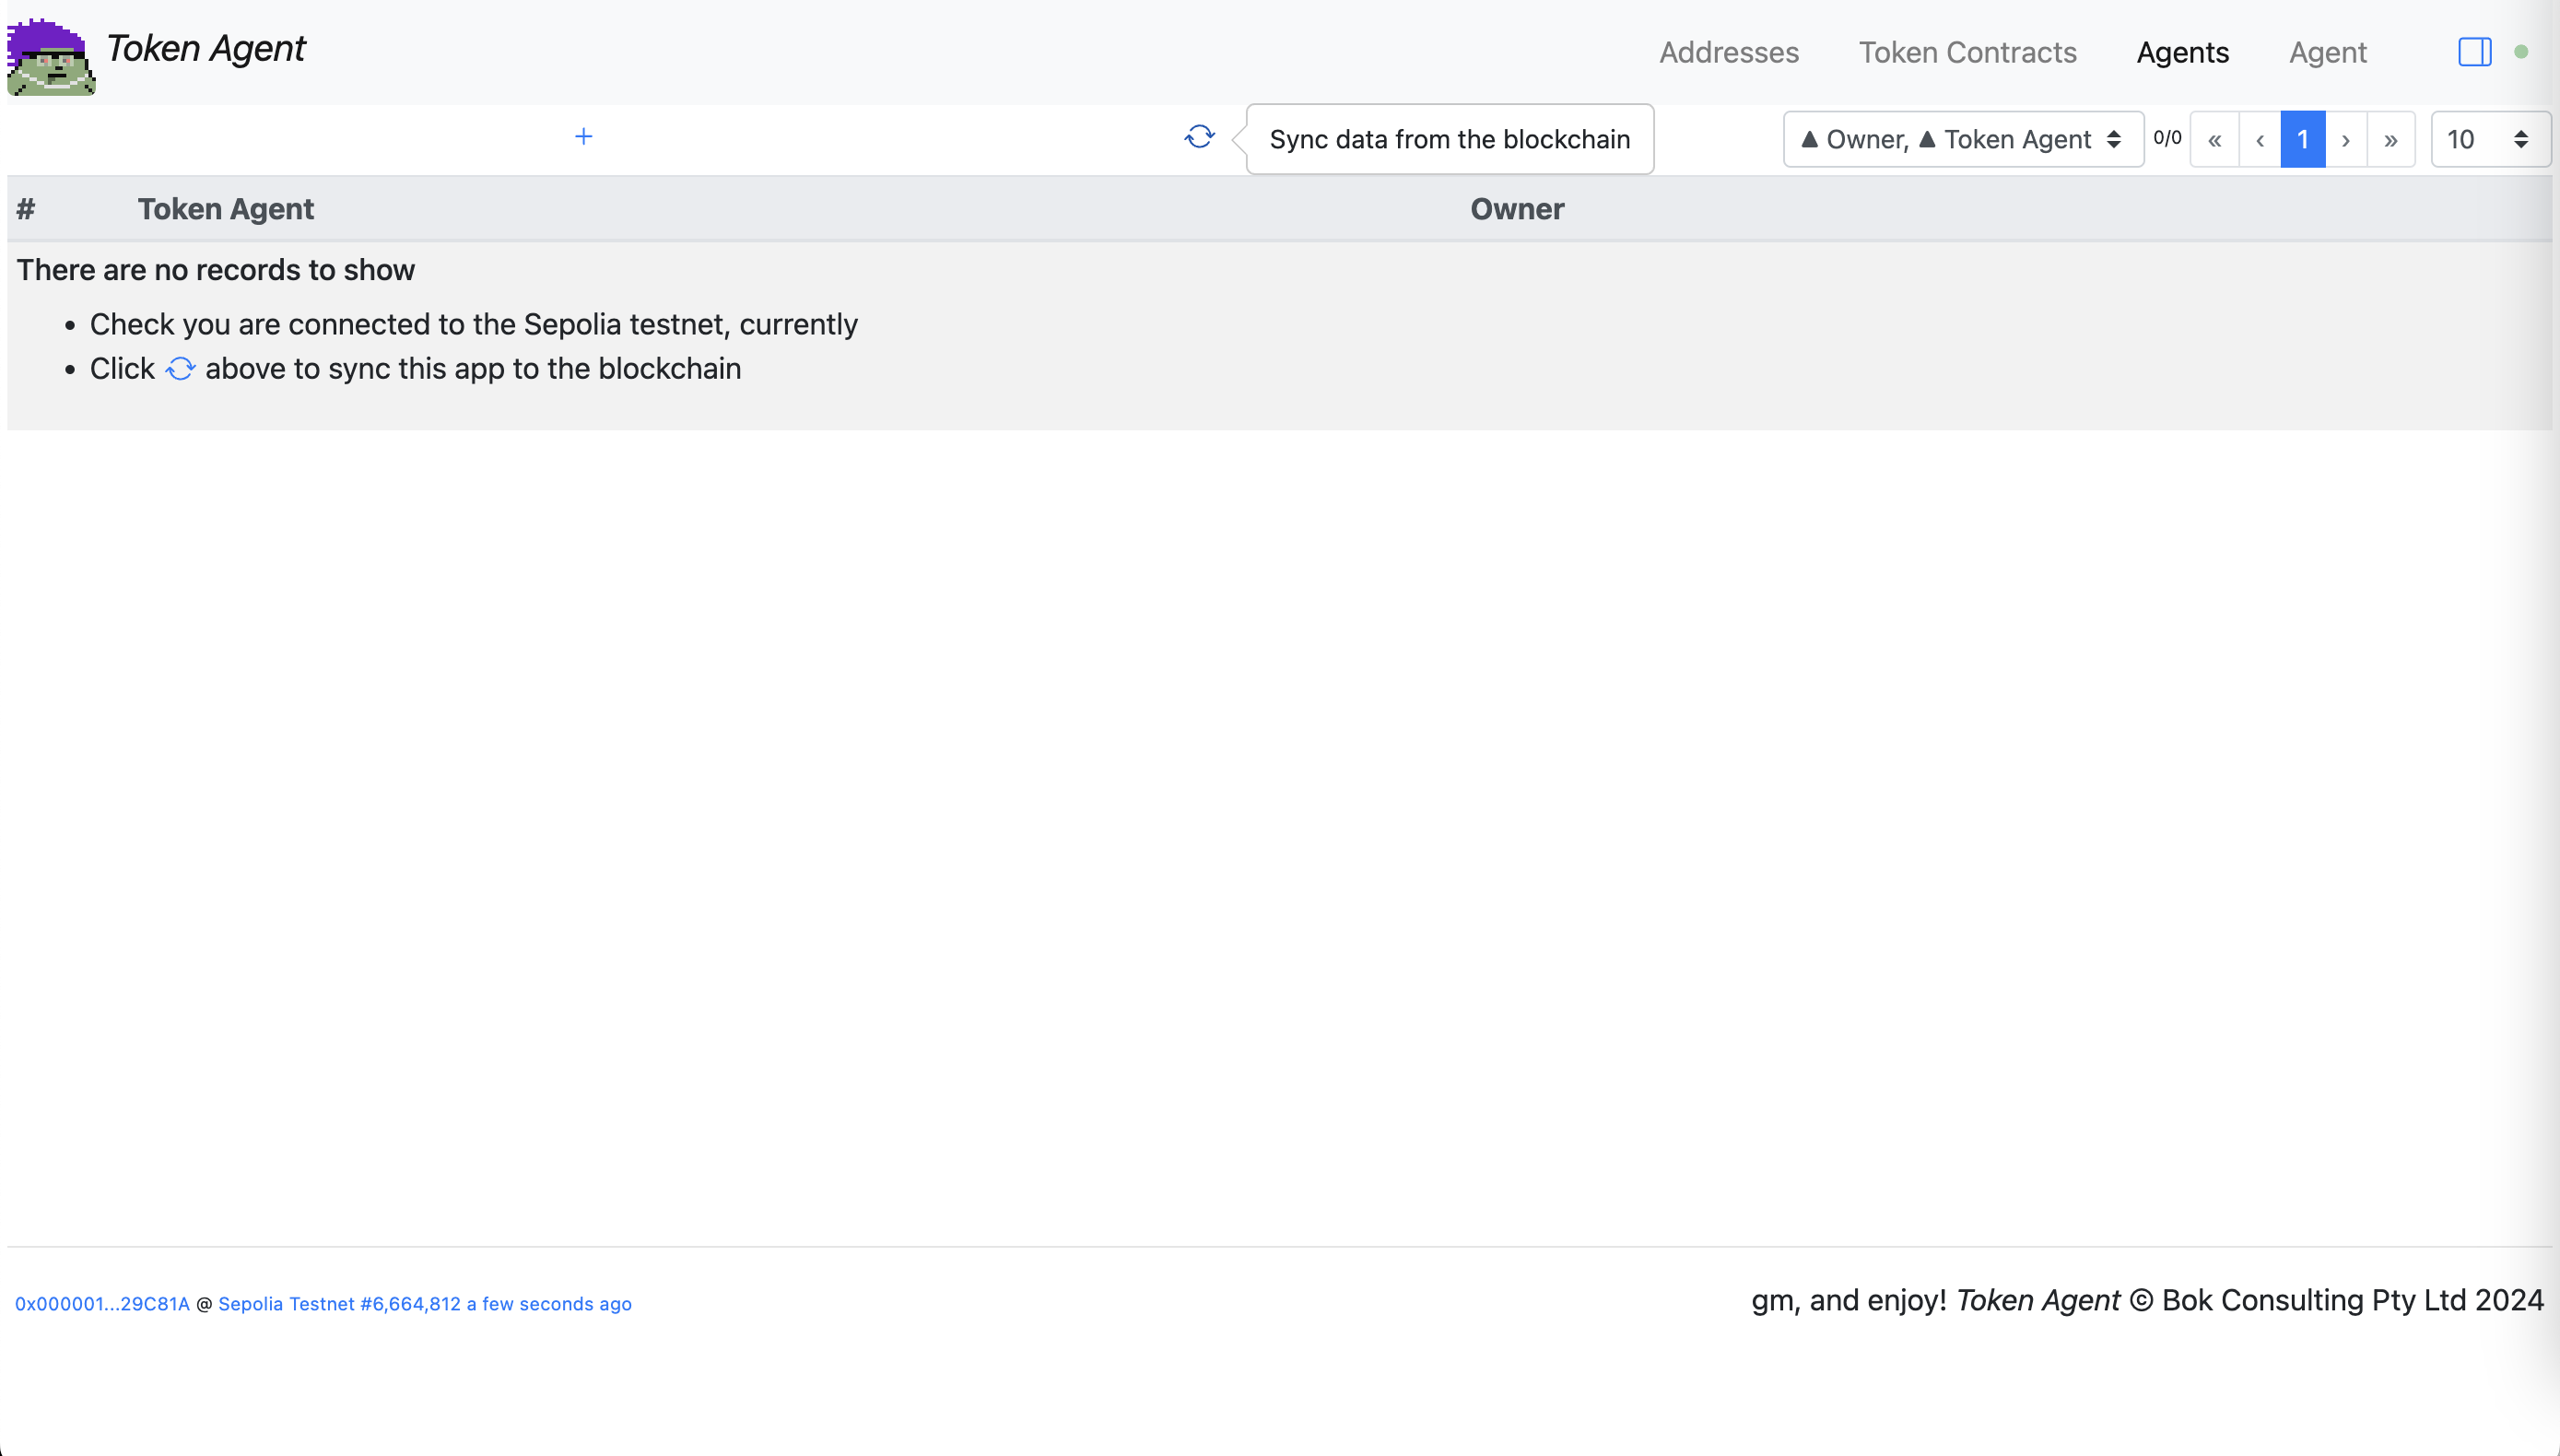 Token Agent
Addresses Token Contracts Agents Agent
+ Sync data from the blockchain ▲ Owner, ▲ Token Agent 0/0 « ‹ 1 › » 10
# Token Agent Owner
There are no records to show
• Check you are connected to the Sepolia testnet, currently
• Click above to sync this app to the blockchain
0x000001...29C81A @ Sepolia Testnet #6,664,812 a few seconds ago
gm, and enjoy! Token Agent © Bok Consulting Pty Ltd 2024